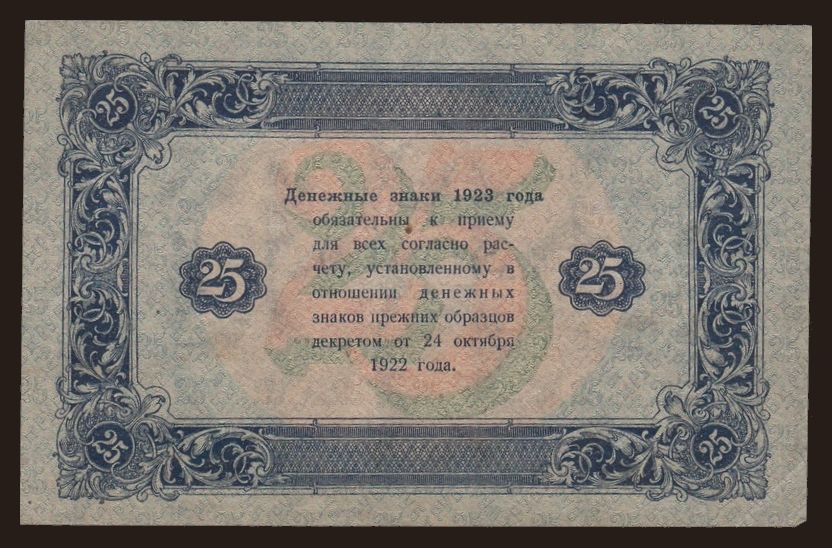 25 25
Денежные знаки 1923 года
обязательны к приему
для всех согласно рас-
чету, установленному в
25 25
отношении денежных
знаков прежних образцов
декретом от 24 октября
1922 года.
25 25